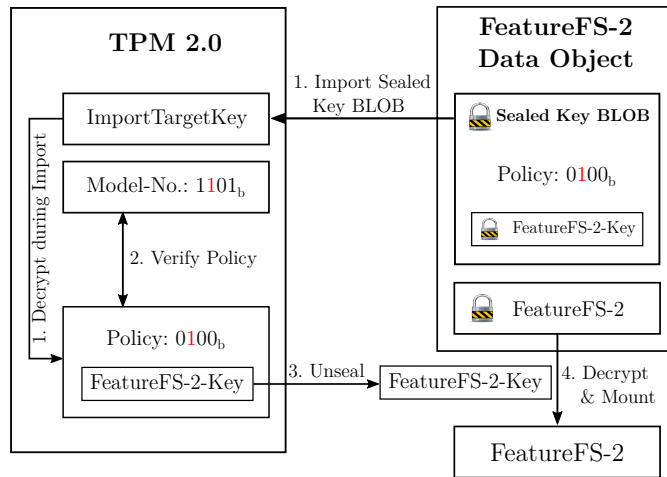 TPM 2.0
FeatureFS-2
Data Object
1. Import Sealed
Key BLOB
ImportTargetKey
Sealed Key BLOB
Policy: 0100b
FeatureFS-2-Key
Model-No.: 1101b
1. Decrypt during Import
2. Verify Policy
FeatureFS-2
Policy: 0100b
FeatureFS-2-Key
3. Unseal
FeatureFS-2-Key
4. Decrypt
& Mount
FeatureFS-2